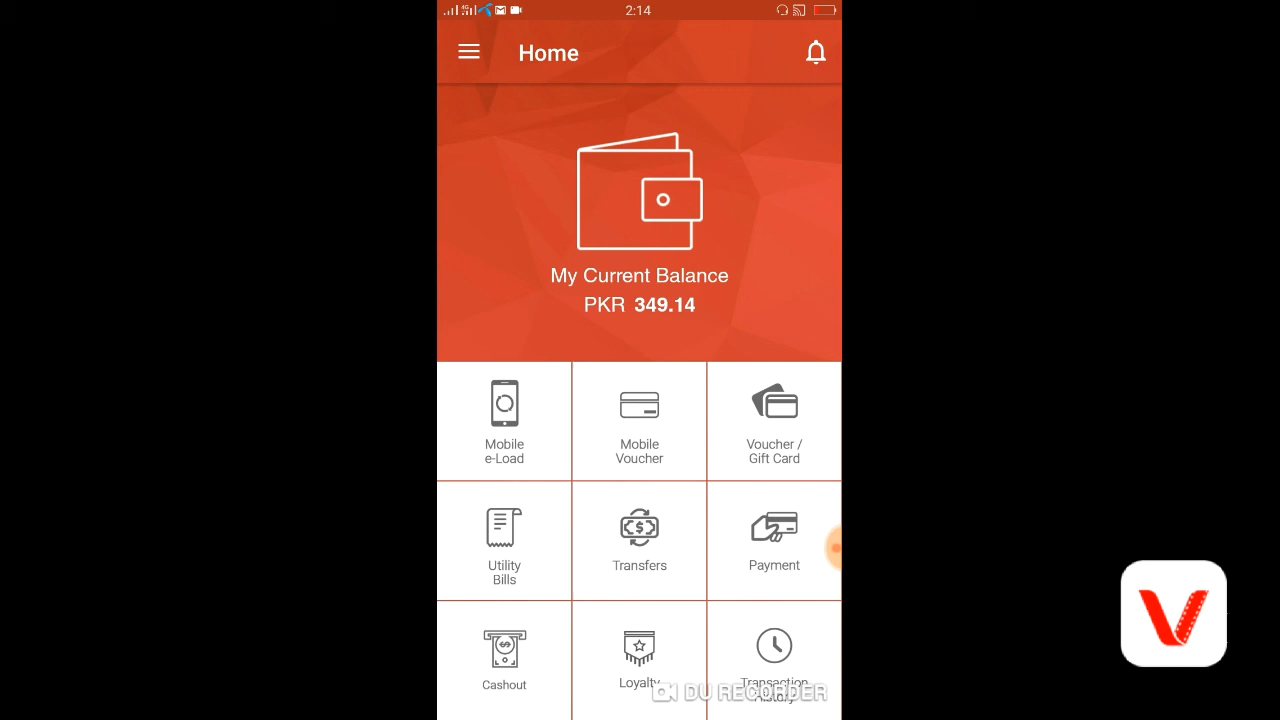 4G 2:14
Home
My Current Balance
PKR 349.14
Mobile
e-Load
Mobile
Voucher
Voucher /
Gift Card
Utility
Bills
Transfers
Payment
Cashout
Loyalty
Transaction
History
DU RECORDER
V